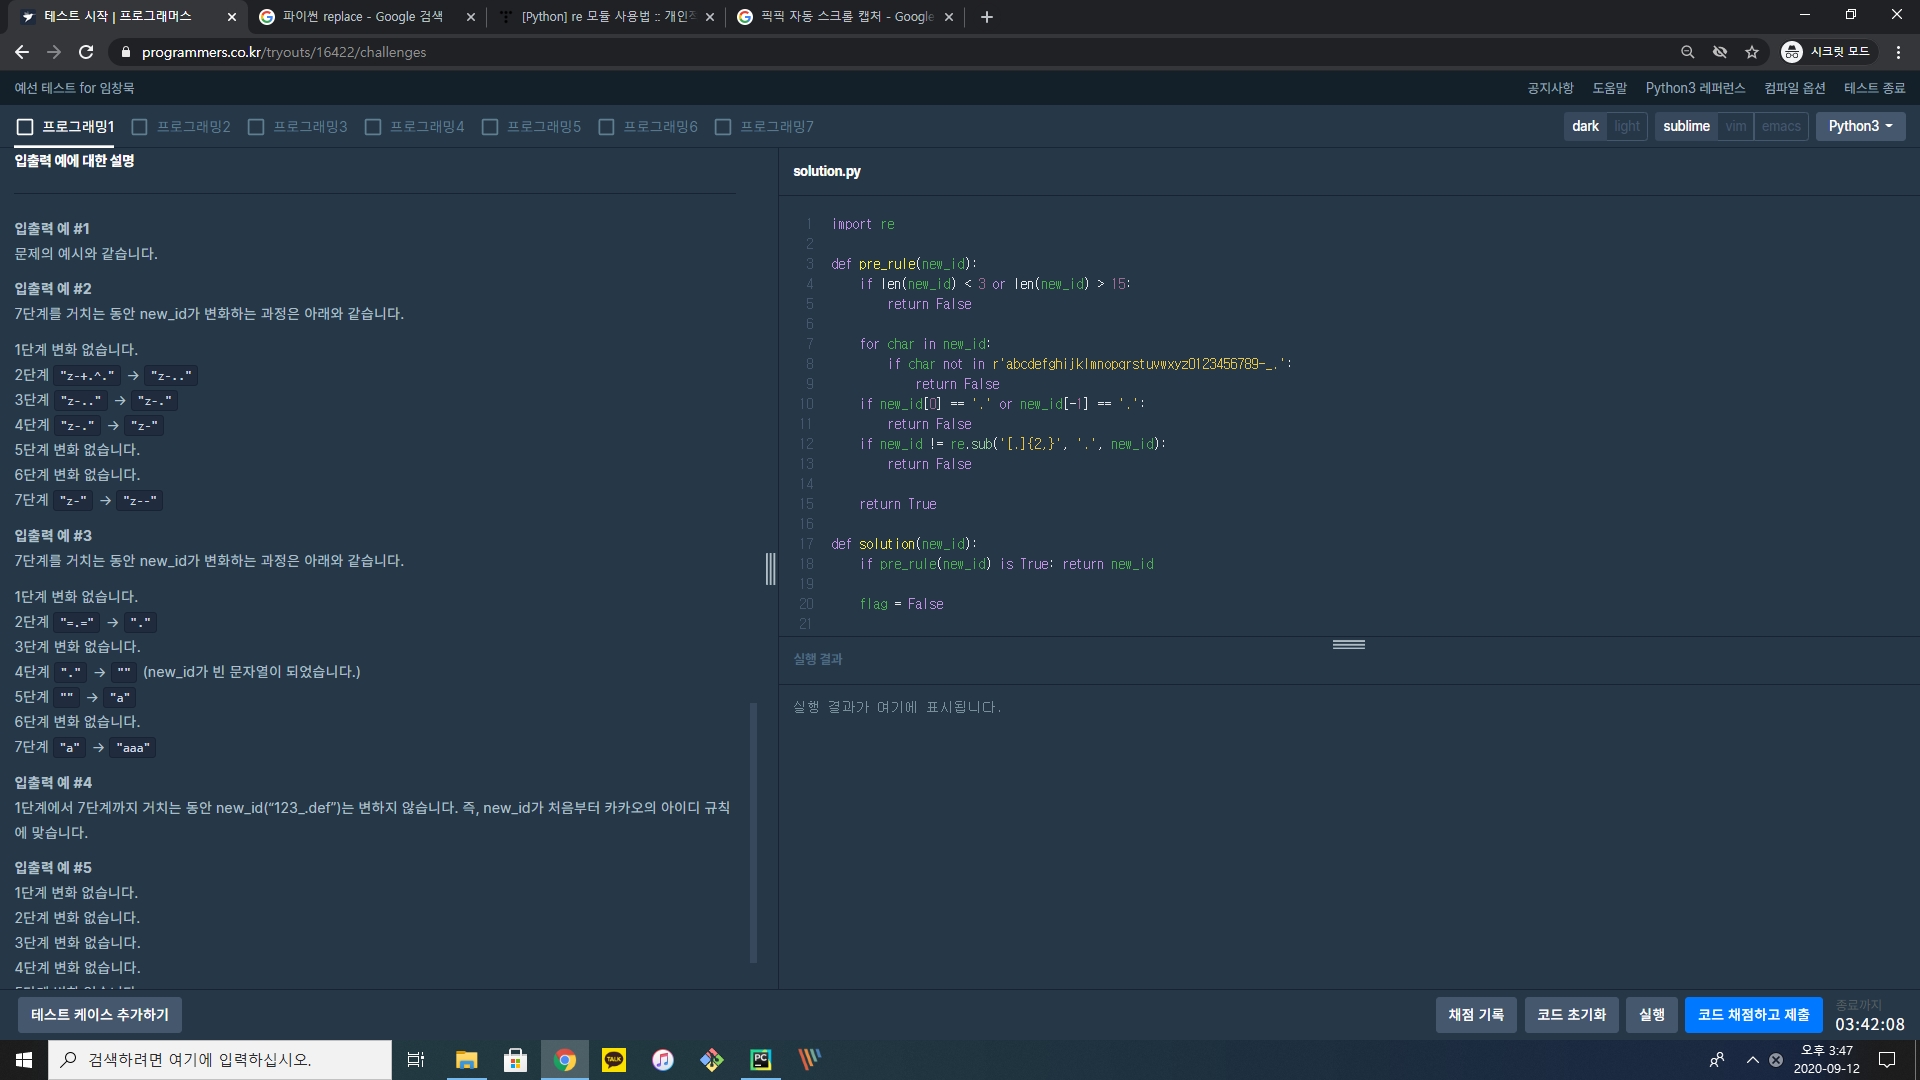 테스트 시작 | 프로그래머스
파이썬 replace - Google 검색
[Python] re 모듈 사용법 :: 개인적
픽픽 자동 스크롤 캡처 - Google
programmers.co.kr/tryouts/16422/challenges
시크릿 모드
예선 테스트 for 임창묵
공지사항 도움말 Python3 레퍼런스 컴파일 옵션 테스트 종료
프로그래밍1 프로그래밍2 프로그래밍3 프로그래밍4 프로그래밍5 프로그래밍6 프로그래밍7
dark light sublime vim emacs Python3
입출력 예에 대한 설명
입출력 예 #1
문제의 예시와 같습니다.
입출력 예 #2
7단계를 거치는 동안 new_id가 변화하는 과정은 아래와 같습니다.
1단계 변화 없습니다.
2단계 "z-+.^." → "z-.."
3단계 "z-.." → "z-."
4단계 "z-." → "z-"
5단계 변화 없습니다.
6단계 변화 없습니다.
7단계 "z-" → "z--"
입출력 예 #3
7단계를 거치는 동안 new_id가 변화하는 과정은 아래와 같습니다.
1단계 변화 없습니다.
2단계 "=.=" → "."
3단계 변화 없습니다.
4단계 "." → "" (new_id가 빈 문자열이 되었습니다.)
5단계 "" → "a"
6단계 변화 없습니다.
7단계 "a" → "aaa"
입출력 예 #4
1단계에서 7단계까지 거치는 동안 new_id(“123_.def”)는 변하지 않습니다. 즉, new_id가 처음부터 카카오의 아이디 규칙
에 맞습니다.
입출력 예 #5
1단계 변화 없습니다.
2단계 변화 없습니다.
3단계 변화 없습니다.
4단계 변화 없습니다.
solution.py
1 import re
2
3 def pre_rule(new_id):
4 if len(new_id) < 3 or len(new_id) > 15:
5 return False
6
7 for char in new_id:
8 if char not in r'abcdefghijklmnopqrstuvwxyz0123456789-_.':
9 return False
10 if new_id[0] == '.' or new_id[-1] == '.':
11 return False
12 if new_id != re.sub('[.]{2,}', '.', new_id):
13 return False
14
15 return True
16
17 def solution(new_id):
18 if pre_rule(new_id) is True: return new_id
19
20 flag = False
21
실행 결과
실행 결과가 여기에 표시됩니다.
테스트 케이스 추가하기
채점 기록 코드 초기화 실행 코드 채점하고 제출
종료까지
03:42:08
검색하려면 여기에 입력하십시오.
TALK
PC
오후 3:47
2020-09-12